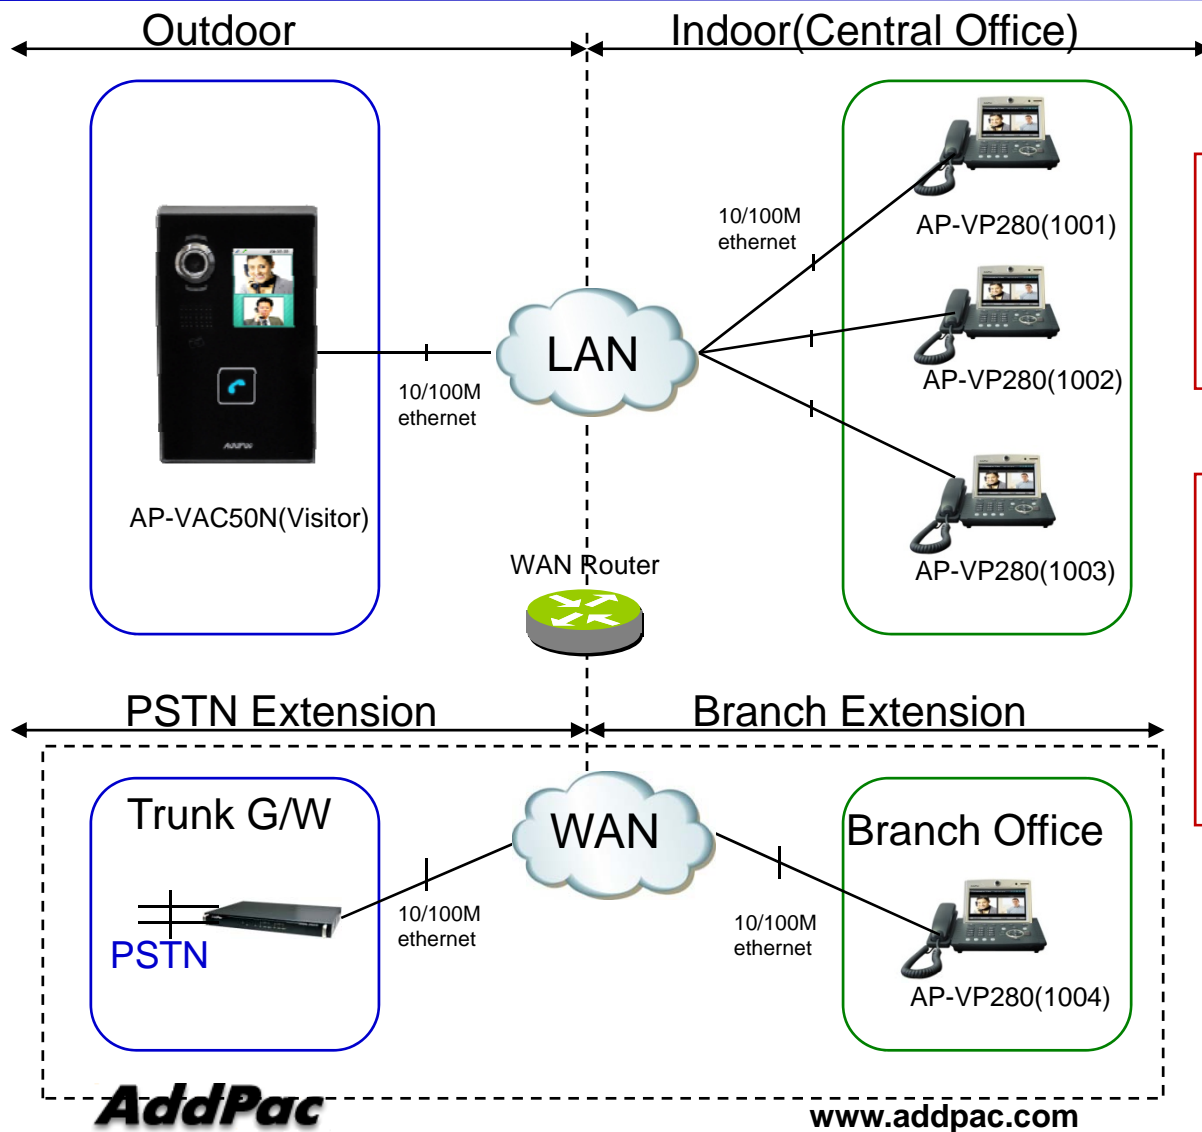 Outdoor
Indoor(Central Office)
10/100M
ethernet
AP-VP280(1001)
LAN
AP-VP280(1002)
10/100M
ethernet
AddPac
AP-VAC50N(Visitor)
WAN Router
AP-VP280(1003)
PSTN Extension
Branch Extension
Trunk G/W
WAN
Branch Office
10/100M
ethernet
10/100M
ethernet
PSTN
AP-VP280(1004)
AddPac
www.addpac.com